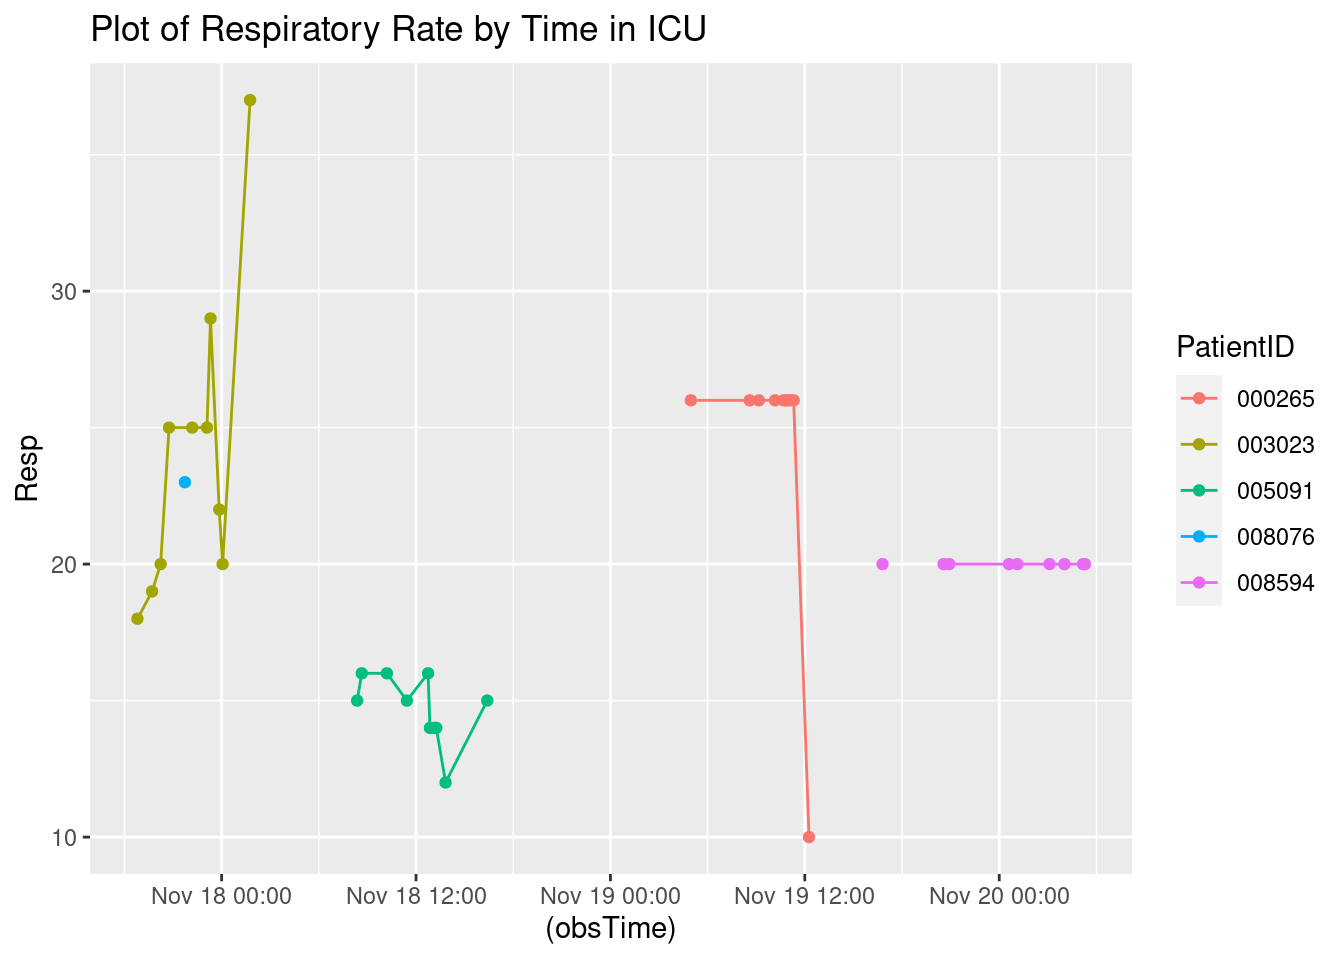 Plot of Respiratory Rate by Time in ICU
Resp
30
20
10
Nov 18 00:00 Nov 18 12:00 Nov 19 00:00 Nov 19 12:00 Nov 20 00:00
(obsTime)
PatientID
000265
003023
005091
008076
008594